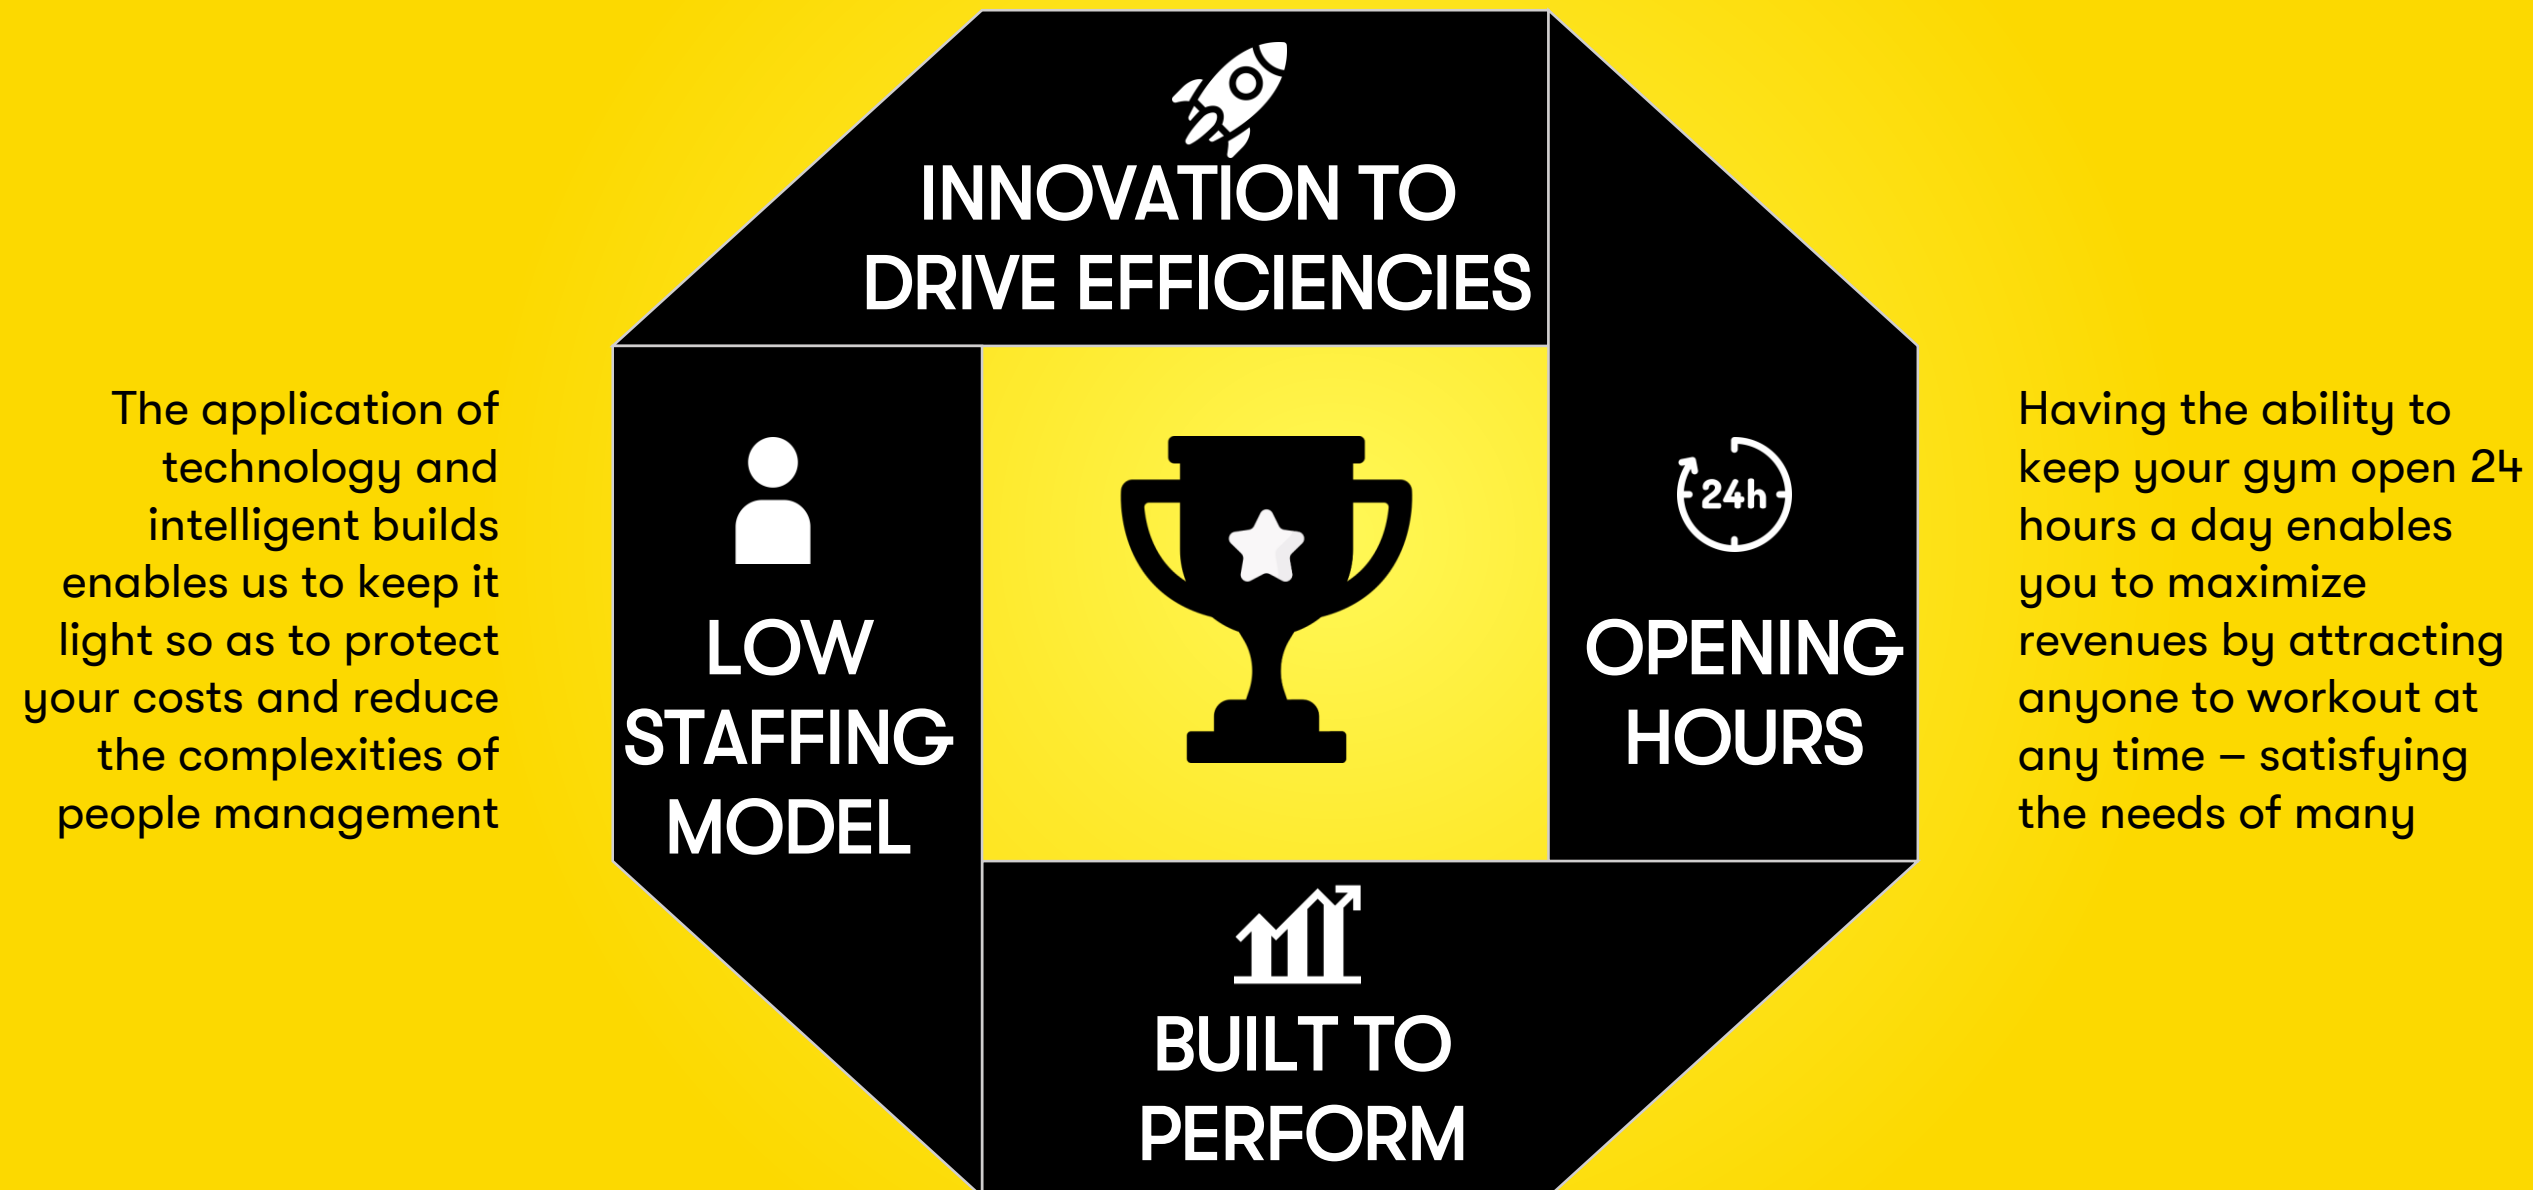 INNOVATION TO
DRIVE EFFICIENCIES
The application of
technology and
intelligent builds
enables us to keep it
light so as to protect
your costs and reduce
the complexities of
people management
LOW
STAFFING
MODEL
24h
OPENING
HOURS
Having the ability to
keep your gym open 24
hours a day enables
you to maximize
revenues by attracting
anyone to workout at
any time – satisfying
the needs of many
BUILT TO
PERFORM